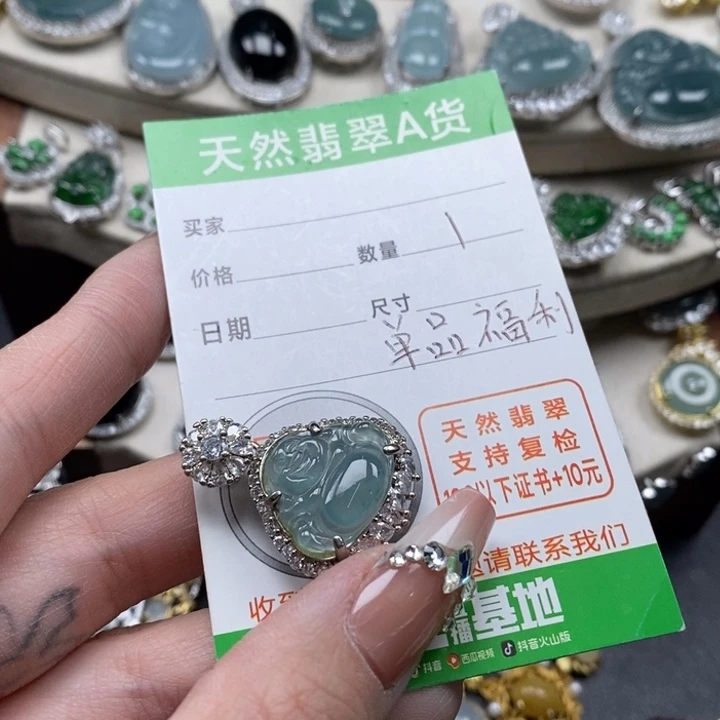 天然翡翠A货
买家
价格
数量 1
日期
尺寸
单品福利
天然翡翠
支持复检
以下证书+10元
请联系我们
收到
播基地
抖音 西瓜视频 抖音火山版